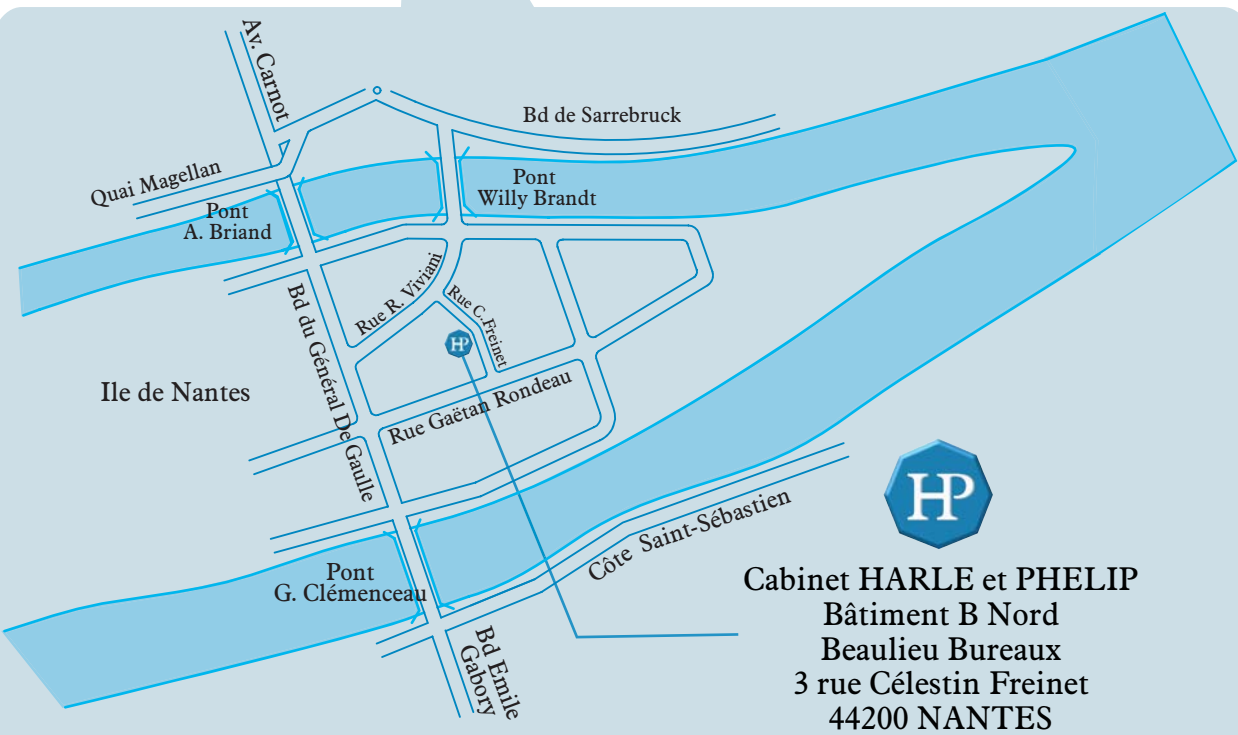 Av. Carnot
Bd de Sarrebruck
Quai Magellan
Pont
Willy Brandt
Pont
A. Briand
Rue R. Viviani
Rue C..Freinet
Bd du Général De Gaulle
HP
Ile de Nantes
Rue Gaëtan Rondeau
HP
Côte Saint-Sébastien
Pont
G. Clémenceau
Bd Emile
Gabory
Cabinet HARLE et PHELIP
Bâtiment B Nord
Beaulieu Bureaux
3 rue Célestin Freinet
44200 NANTES